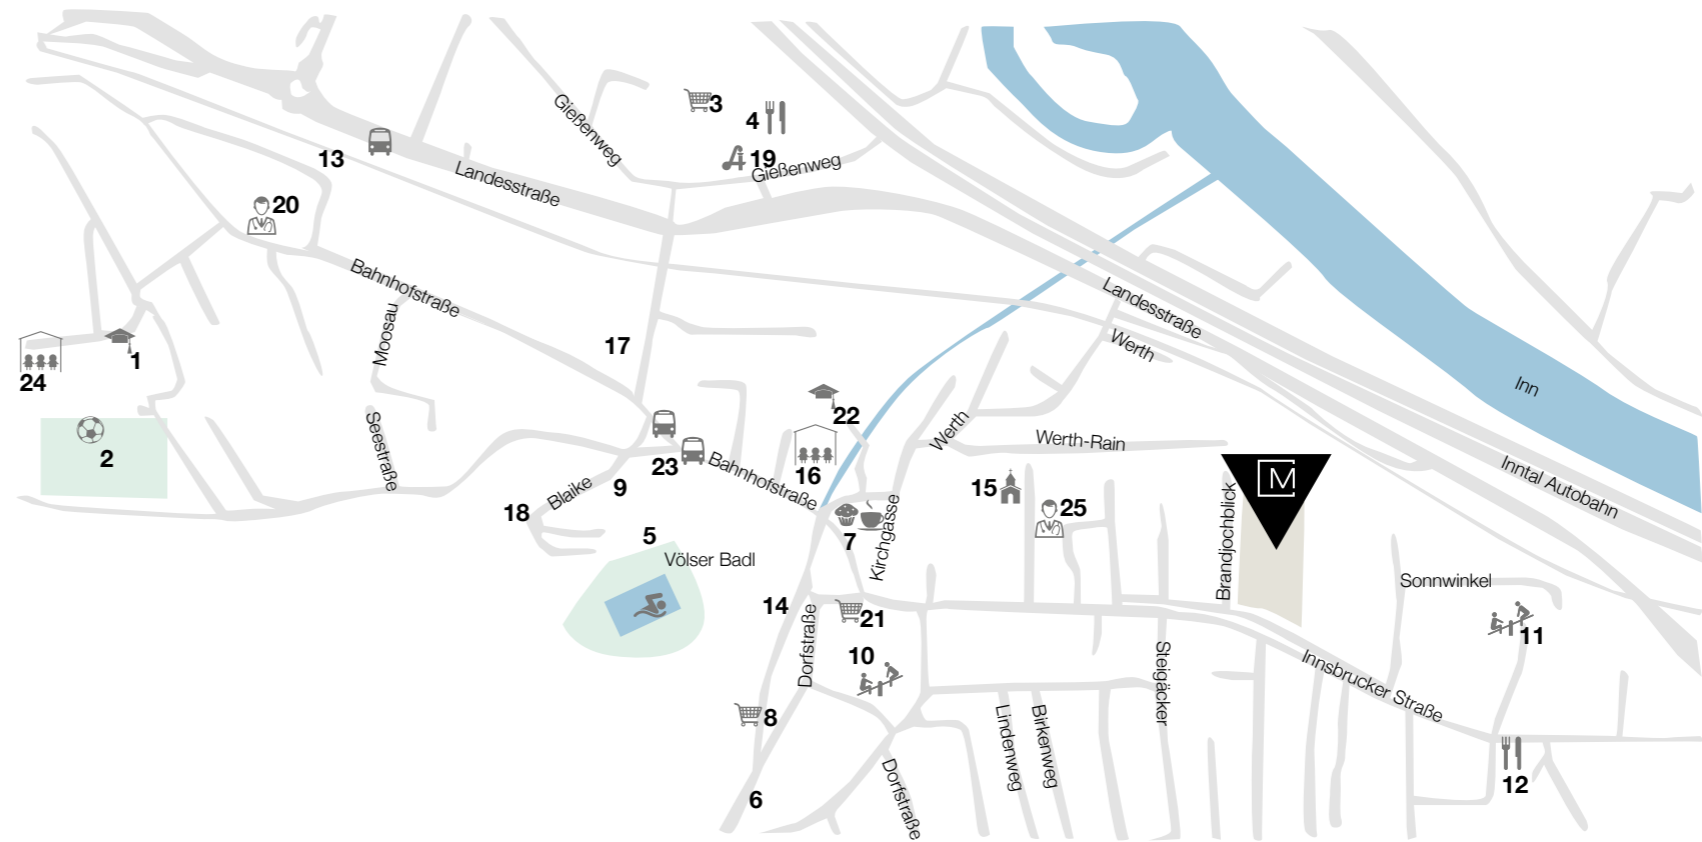 3
4
Gießenweg
13
19
Gießenweg
Landesstraße
20
Bahnhofstraße
Landesstraße
Moosau
17
Werth
24
1
Inn
22
Seestraße
Werth
Werth-Rain
2
23
Bahnhofstraße
16
M
Inntal Autobahn
9
Blaike
18
15
25
Brandjochblick
5
Völser Badl
7
Kirchgasse
Sonnwinkel
14
21
11
Dorfstraße
10
Steigäcker
Innsbrucker Straße
8
Lindenweg
Birkenweg
12
6
Dorfstraße